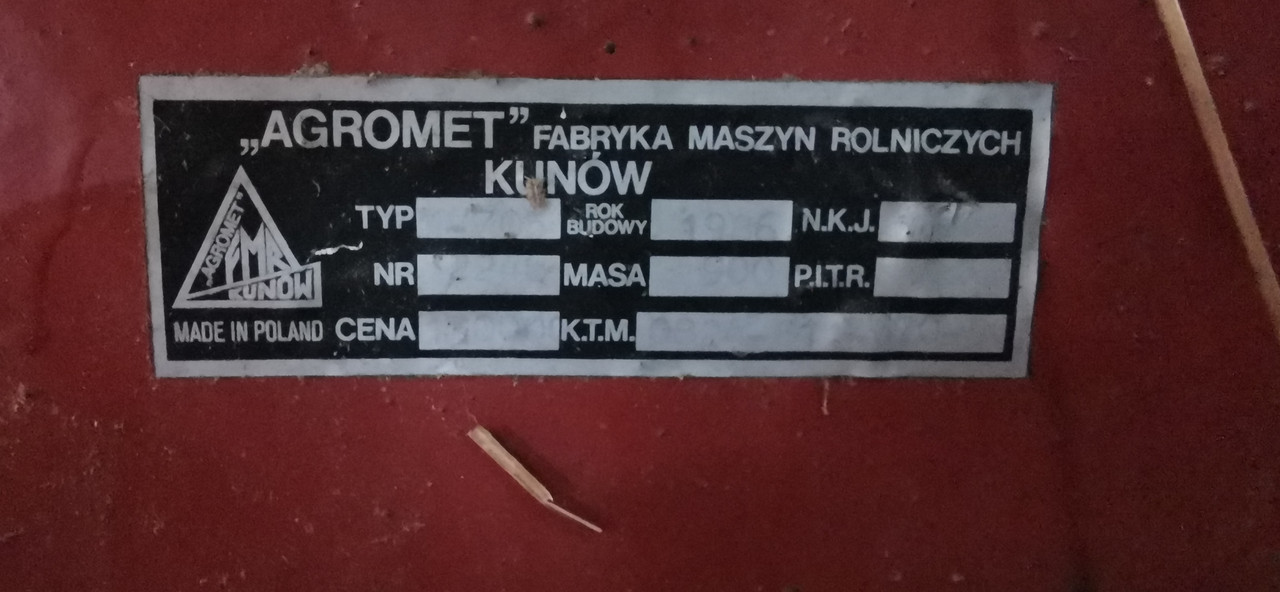 „AGROMET” FABRYKA MASZYN ROLNICZYCH
KUNÓW
„AGROMET”
FMR
KUNÓW
MADE IN POLAND
TYP ROK BUDOWY N.K.J.
NR MASA P.I.T.R.
CENA K.T.M.